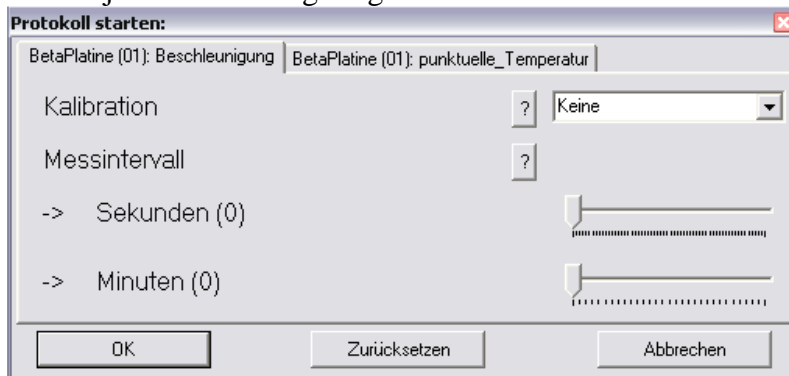 Protokoll starten:
BetaPlatine (01): Beschleunigung BetaPlatine (01): punktuelle_Temperatur
Kalibration ? Keine
Messintervall ?
-> Sekunden (0)
-> Minuten (0)
OK Zurücksetzen Abbrechen